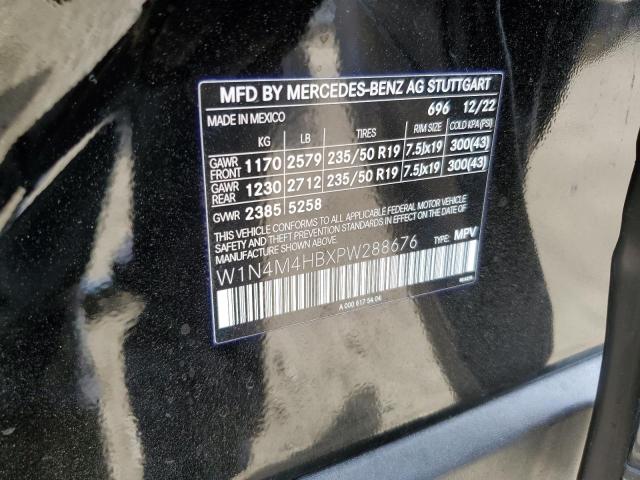 MFD BY MERCEDES-BENZ AG STUTTGART
MADE IN MEXICO 696 12/22
KG LB TIRES RIM SIZE COLD KPA(PSI)
GAWR FRONT 1170 2579 235/50 R19 7.5Jx19 300(43)
GAWR REAR 1230 2712 235/50 R19 7.5Jx19 300(43)
GVWR 2385 5258
THIS VEHICLE CONFORMS TO ALL APPLICABLE FEDERAL MOTOR VEHICLE
SAFETY AND THEFT PREVENTION STANDARDS IN EFFECT ON THE DATE OF
MANUFACTURE SHOWN ABOVE.
W1N4M4HBXPW288676 TYPE: MPV
A 000 617 54 04